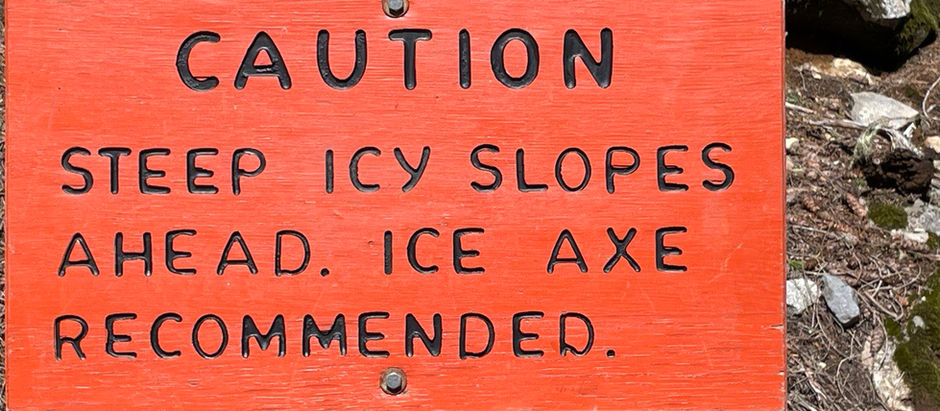 CAUTION
STEEP ICY SLOPES
AHEAD. ICE AXE
RECOMMENDED.